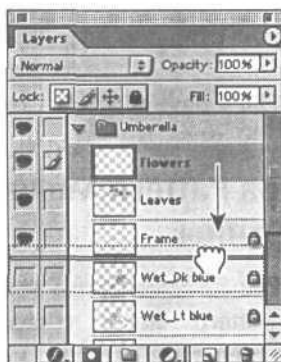 Layers
Normal Opacity: 100%
Lock: Fill: 100%
Umberella
Flowers
Leaves
Frame
Wet_Dk blue
Wet_Lt blue